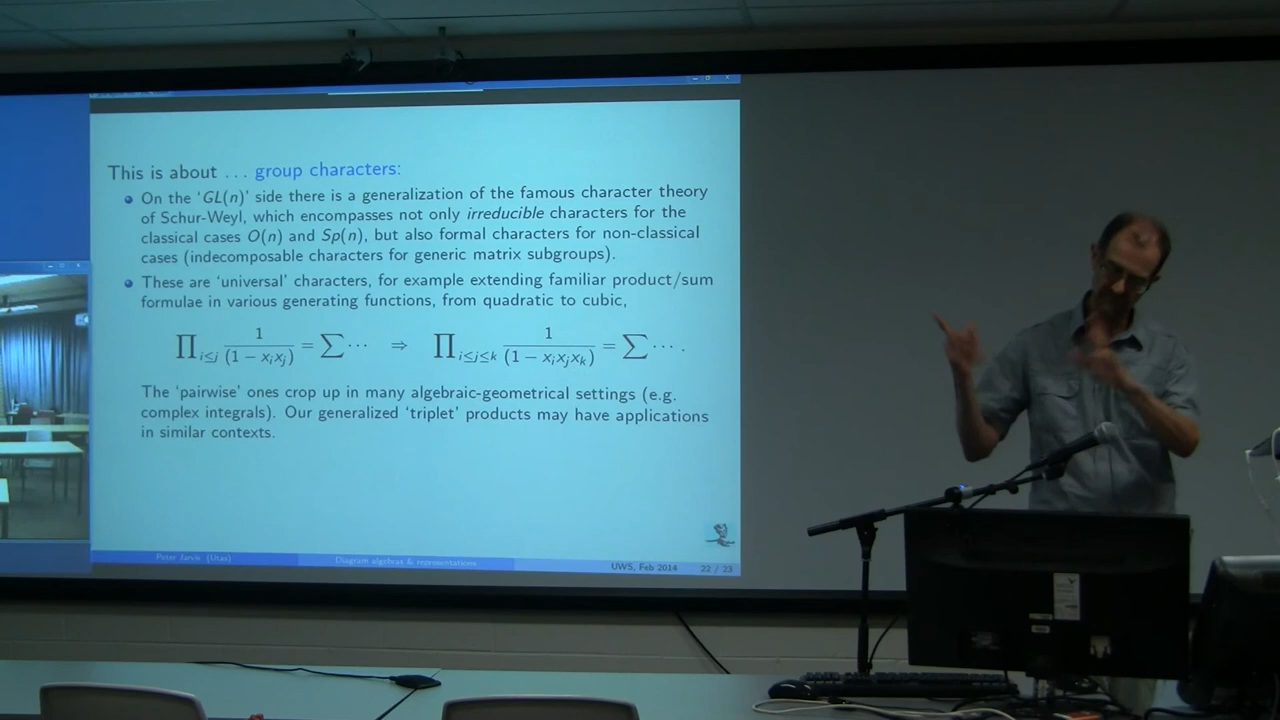 This is about ... group characters:
• On the ‘GL(n)’ side there is a generalization of the famous character theory
of Schur-Weyl, which encompasses not only irreducible characters for the
classical cases O(n) and Sp(n), but also formal characters for non-classical
cases (indecomposable characters for generic matrix subgroups).
• These are ‘universal’ characters, for example extending familiar product/sum
formulae in various generating functions, from quadratic to cubic,
∏_{i≤j} 1/(1 − x_i x_j) = ∑ ··· ⇒ ∏_{i≤j≤k} 1/(1 − x_i x_j x_k) = ∑ ··· .
The ‘pairwise’ ones crop up in many algebraic-geometrical settings (e.g.
complex integrals). Our generalized ‘triplet’ products may have applications
in similar contexts.
Peter Jarvis (Utas) Diagram algebras & representations UWS, Feb 2014 22 / 23